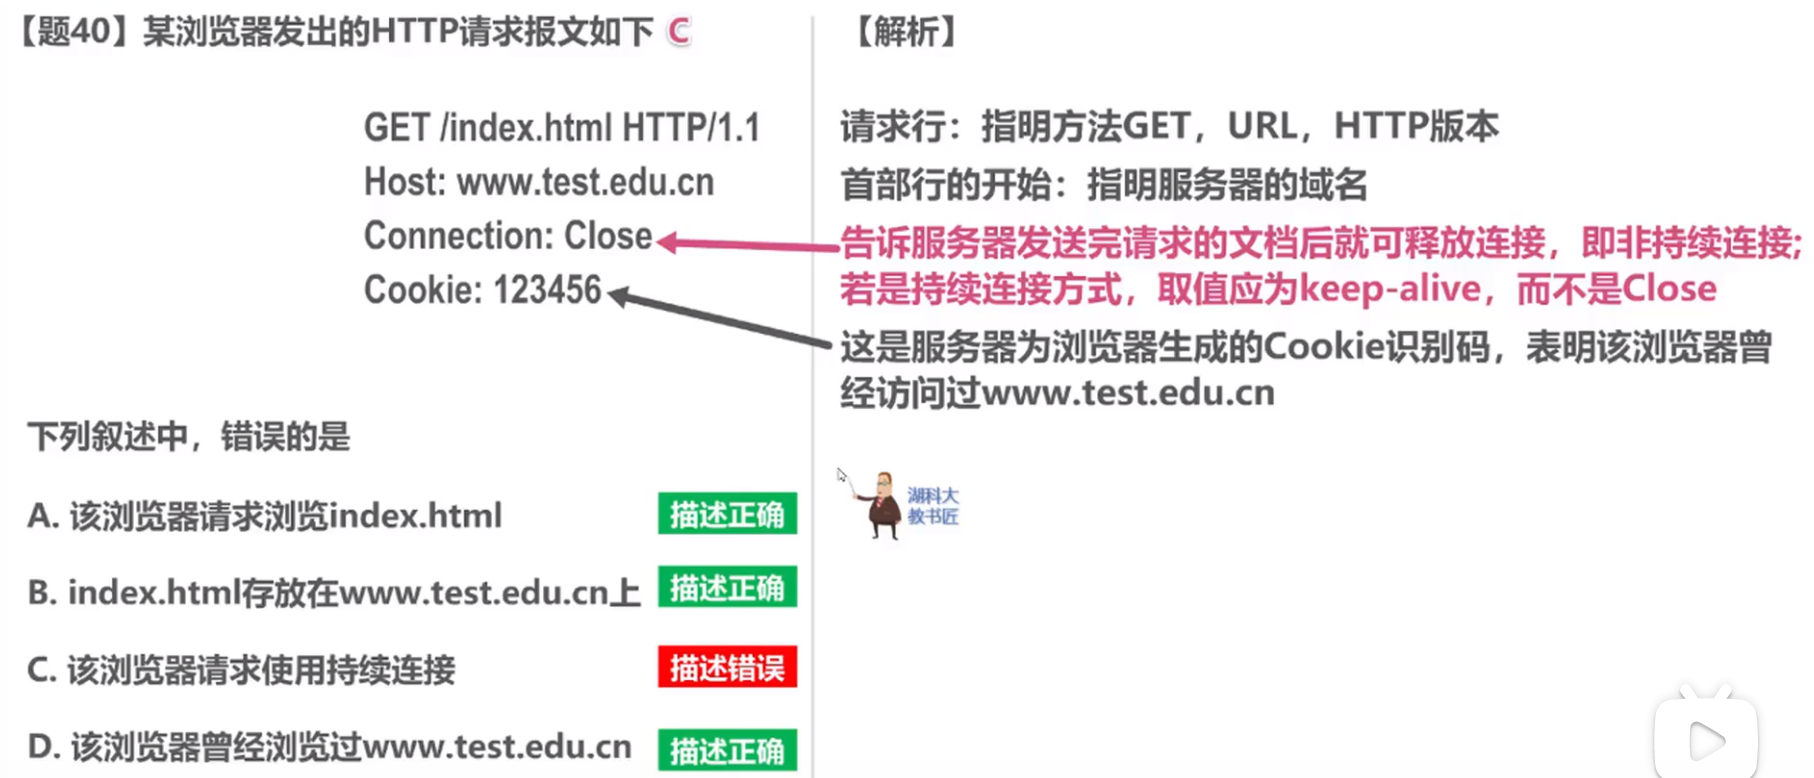 【题40】某浏览器发出的HTTP请求报文如下 C
GET /index.html HTTP/1.1
Host: www.test.edu.cn
Connection: Close
Cookie: 123456
下列叙述中，错误的是
A. 该浏览器请求浏览index.html 描述正确
B. index.html存放在www.test.edu.cn上 描述正确
C. 该浏览器请求使用持续连接 描述错误
D. 该浏览器曾经浏览过www.test.edu.cn 描述正确
【解析】
请求行：指明方法GET，URL，HTTP版本
首部行的开始：指明服务器的域名
告诉服务器发送完请求的文档后就可释放连接，即非持续连接;
若是持续连接方式，取值应为keep-alive，而不是Close
这是服务器为浏览器生成的Cookie识别码，表明该浏览器曾
经访问过www.test.edu.cn
湖科大
教书匠